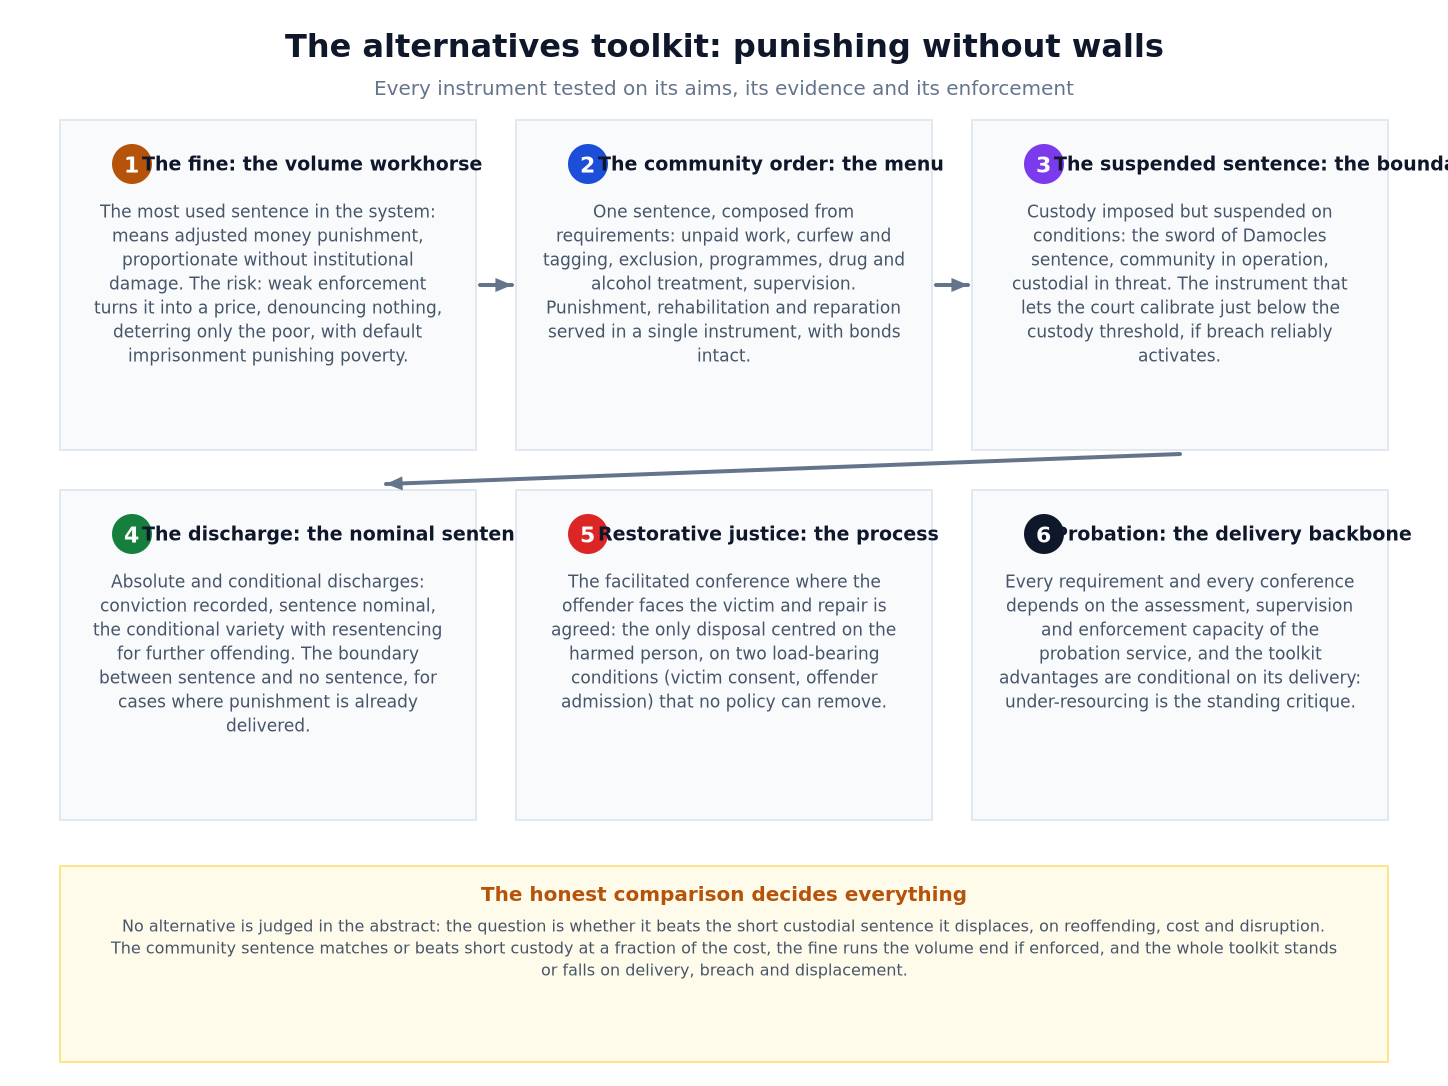 The alternatives toolkit: punishing without walls
Every instrument tested on its aims, its evidence and its enforcement
1 The fine: the volume workhorse
The most used sentence in the system:
means adjusted money punishment,
proportionate without institutional
damage. The risk: weak enforcement
turns it into a price, denouncing nothing,
deterring only the poor, with default
imprisonment punishing poverty.
2 The community order: the menu
One sentence, composed from
requirements: unpaid work, curfew and
tagging, exclusion, programmes, drug and
alcohol treatment, supervision.
Punishment, rehabilitation and reparation
served in a single instrument, with bonds
intact.
3 The suspended sentence: the bounda
Custody imposed but suspended on
conditions: the sword of Damocles
sentence, community in operation,
custodial in threat. The instrument that
lets the court calibrate just below the
custody threshold, if breach reliably
activates.
4 The discharge: the nominal senten
Absolute and conditional discharges:
conviction recorded, sentence nominal,
the conditional variety with resentencing
for further offending. The boundary
between sentence and no sentence, for
cases where punishment is already
delivered.
5 Restorative justice: the process
The facilitated conference where the
offender faces the victim and repair is
agreed: the only disposal centred on the
harmed person, on two load-bearing
conditions (victim consent, offender
admission) that no policy can remove.
6 Probation: the delivery backbone
Every requirement and every conference
depends on the assessment, supervision
and enforcement capacity of the
probation service, and the toolkit
advantages are conditional on its delivery:
under-resourcing is the standing critique.
The honest comparison decides everything
No alternative is judged in the abstract: the question is whether it beats the short custodial sentence it displaces, on reoffending, cost and disruption.
The community sentence matches or beats short custody at a fraction of the cost, the fine runs the volume end if enforced, and the whole toolkit stands
or falls on delivery, breach and displacement.